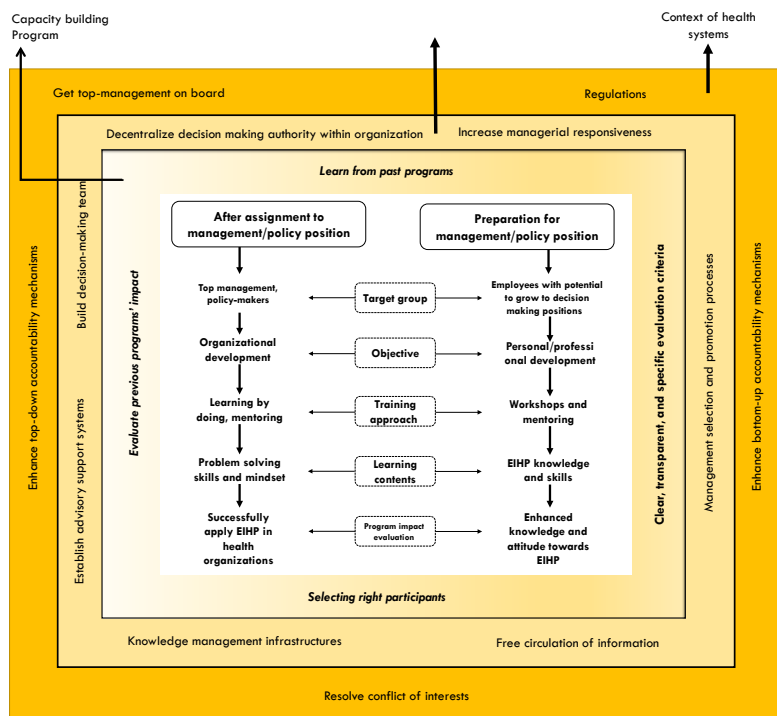 Capacity building
Program
Context of health
systems
Get top-management on board
Regulations
Decentralize decision making authority within organization
Increase managerial responsiveness
Learn from past programs
Enhance top-down accountability mechanisms
Build decision-making team
Establish advisory support systems
Evaluate previous programs' impact
After assignment to
management/policy position
Preparation for
management/policy position
Top management,
policy-makers
Target group
Employees with potential
to grow to decision
making positions
Organizational
development
Objective
Personal/professi
onal development
Learning by
doing, mentoring
Training
approach
Workshops and
mentoring
Problem solving
skills and mindset
Learning
contents
EIHP knowledge
and skills
Successfully
apply EIHP in
health
organizations
Program impact
evaluation
Enhanced
knowledge and
attitude towards
EIHP
Clear, transparent, and specific evaluation criteria
Management selection and promotion processes
Enhance bottom-up accountability mechanisms
Selecting right participants
Knowledge management infrastructures
Free circulation of information
Resolve conflict of interests